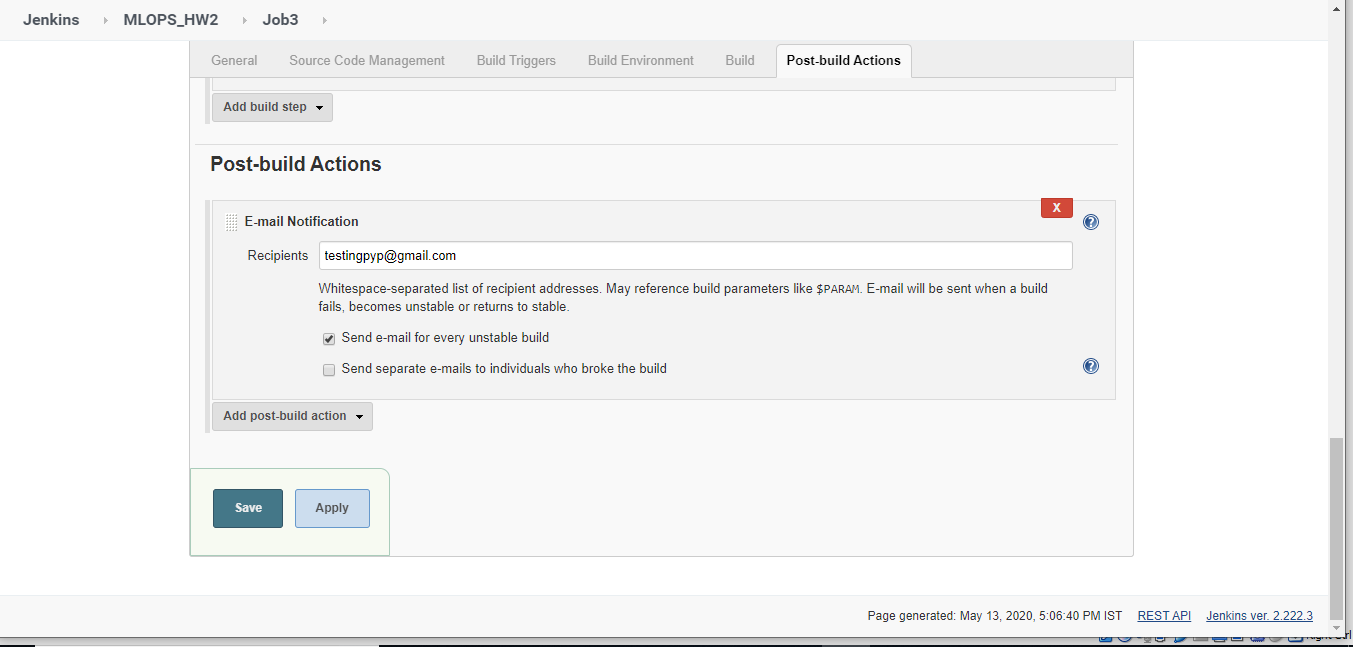 Jenkins MLOPS_HW2 Job3
General Source Code Management Build Triggers Build Environment Build Post-build Actions
Add build step
Post-build Actions
X
E-mail Notification
Recipients testingpyp@gmail.com
Whitespace-separated list of recipient addresses. May reference build parameters like $PARAM. E-mail will be sent when a build
fails, becomes unstable or returns to stable.
Send e-mail for every unstable build
Send separate e-mails to individuals who broke the build
Add post-build action
Save Apply
Page generated: May 13, 2020, 5:06:40 PM IST REST API Jenkins ver. 2.222.3
Right Ctrl